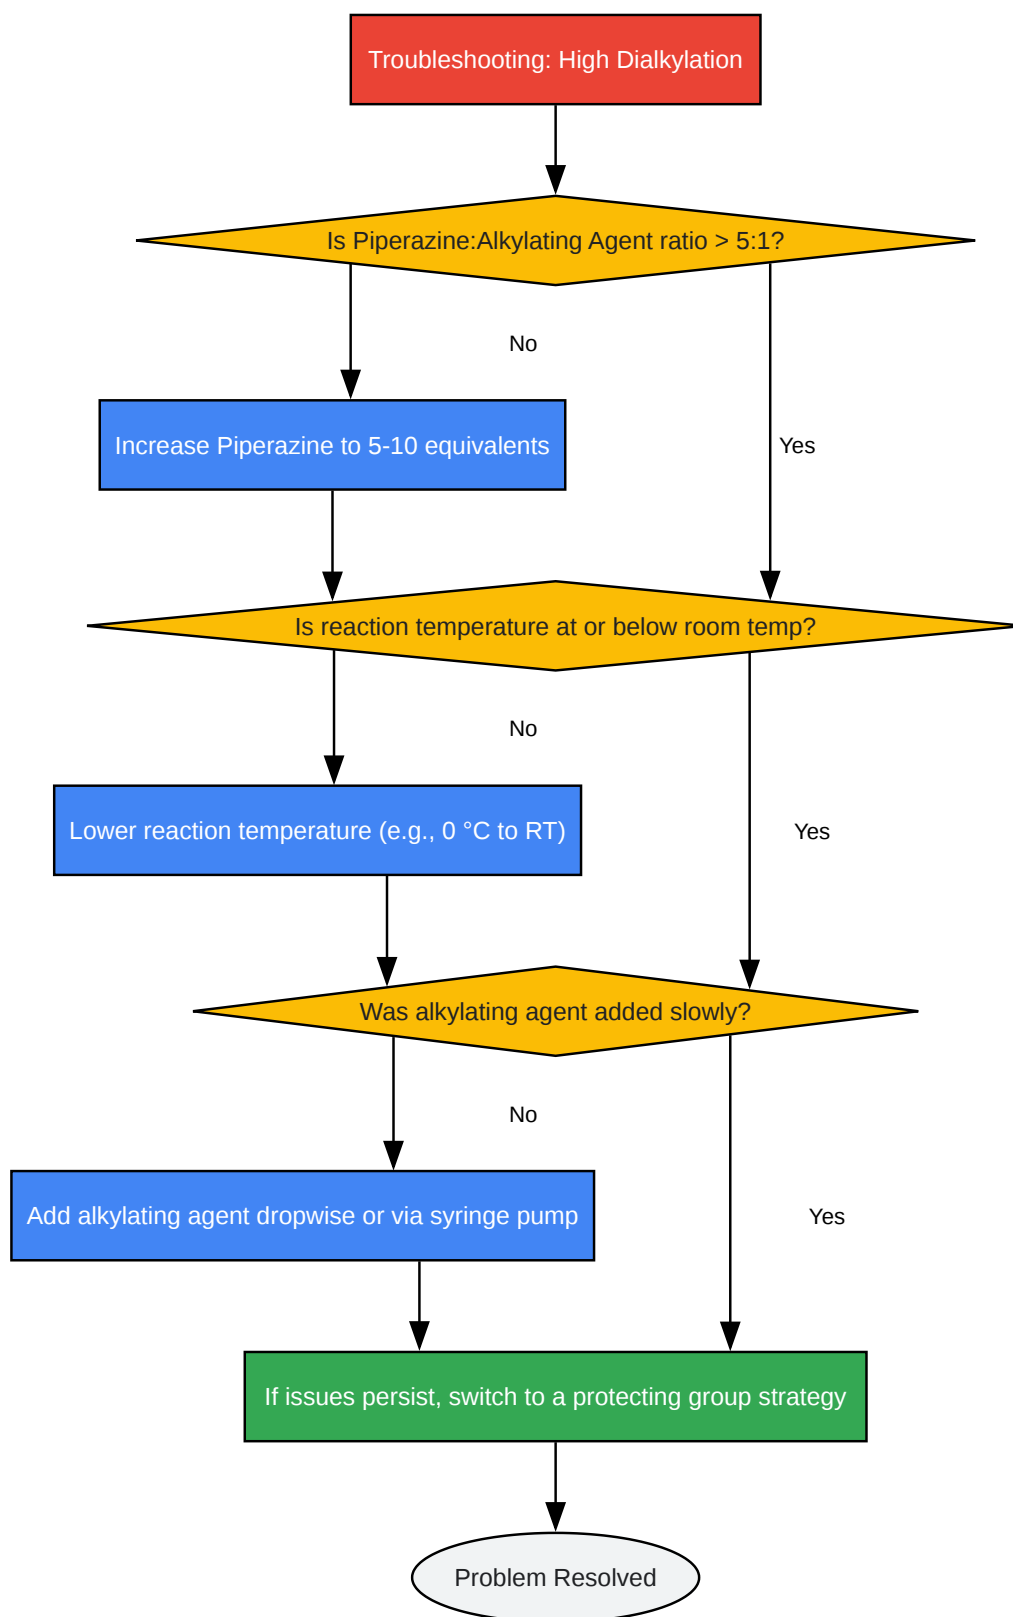 Troubleshooting: High Dialkylation
Is Piperazine:Alkylating Agent ratio > 5:1?
No
Increase Piperazine to 5-10 equivalents
Yes
Is reaction temperature at or below room temp?
No
Lower reaction temperature (e.g., 0 °C to RT)
Yes
Was alkylating agent added slowly?
No
Add alkylating agent dropwise or via syringe pump
Yes
If issues persist, switch to a protecting group strategy
Problem Resolved